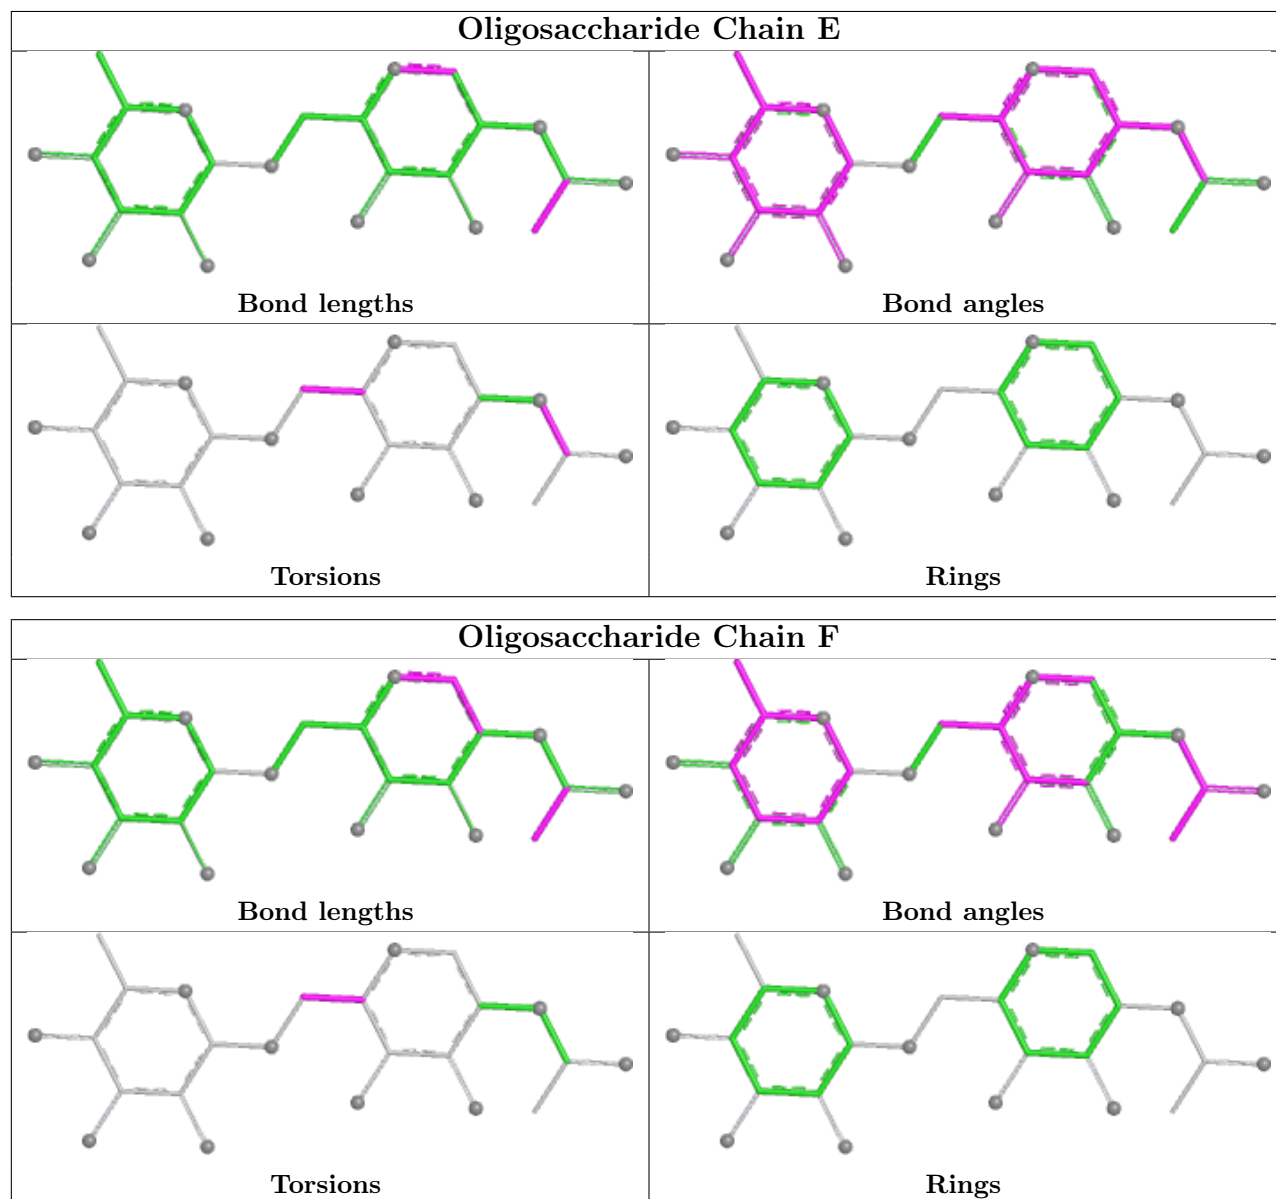 Oligosaccharide Chain E
Bond lengths
Bond angles
Torsions
Rings
Oligosaccharide Chain F
Bond lengths
Bond angles
Torsions
Rings